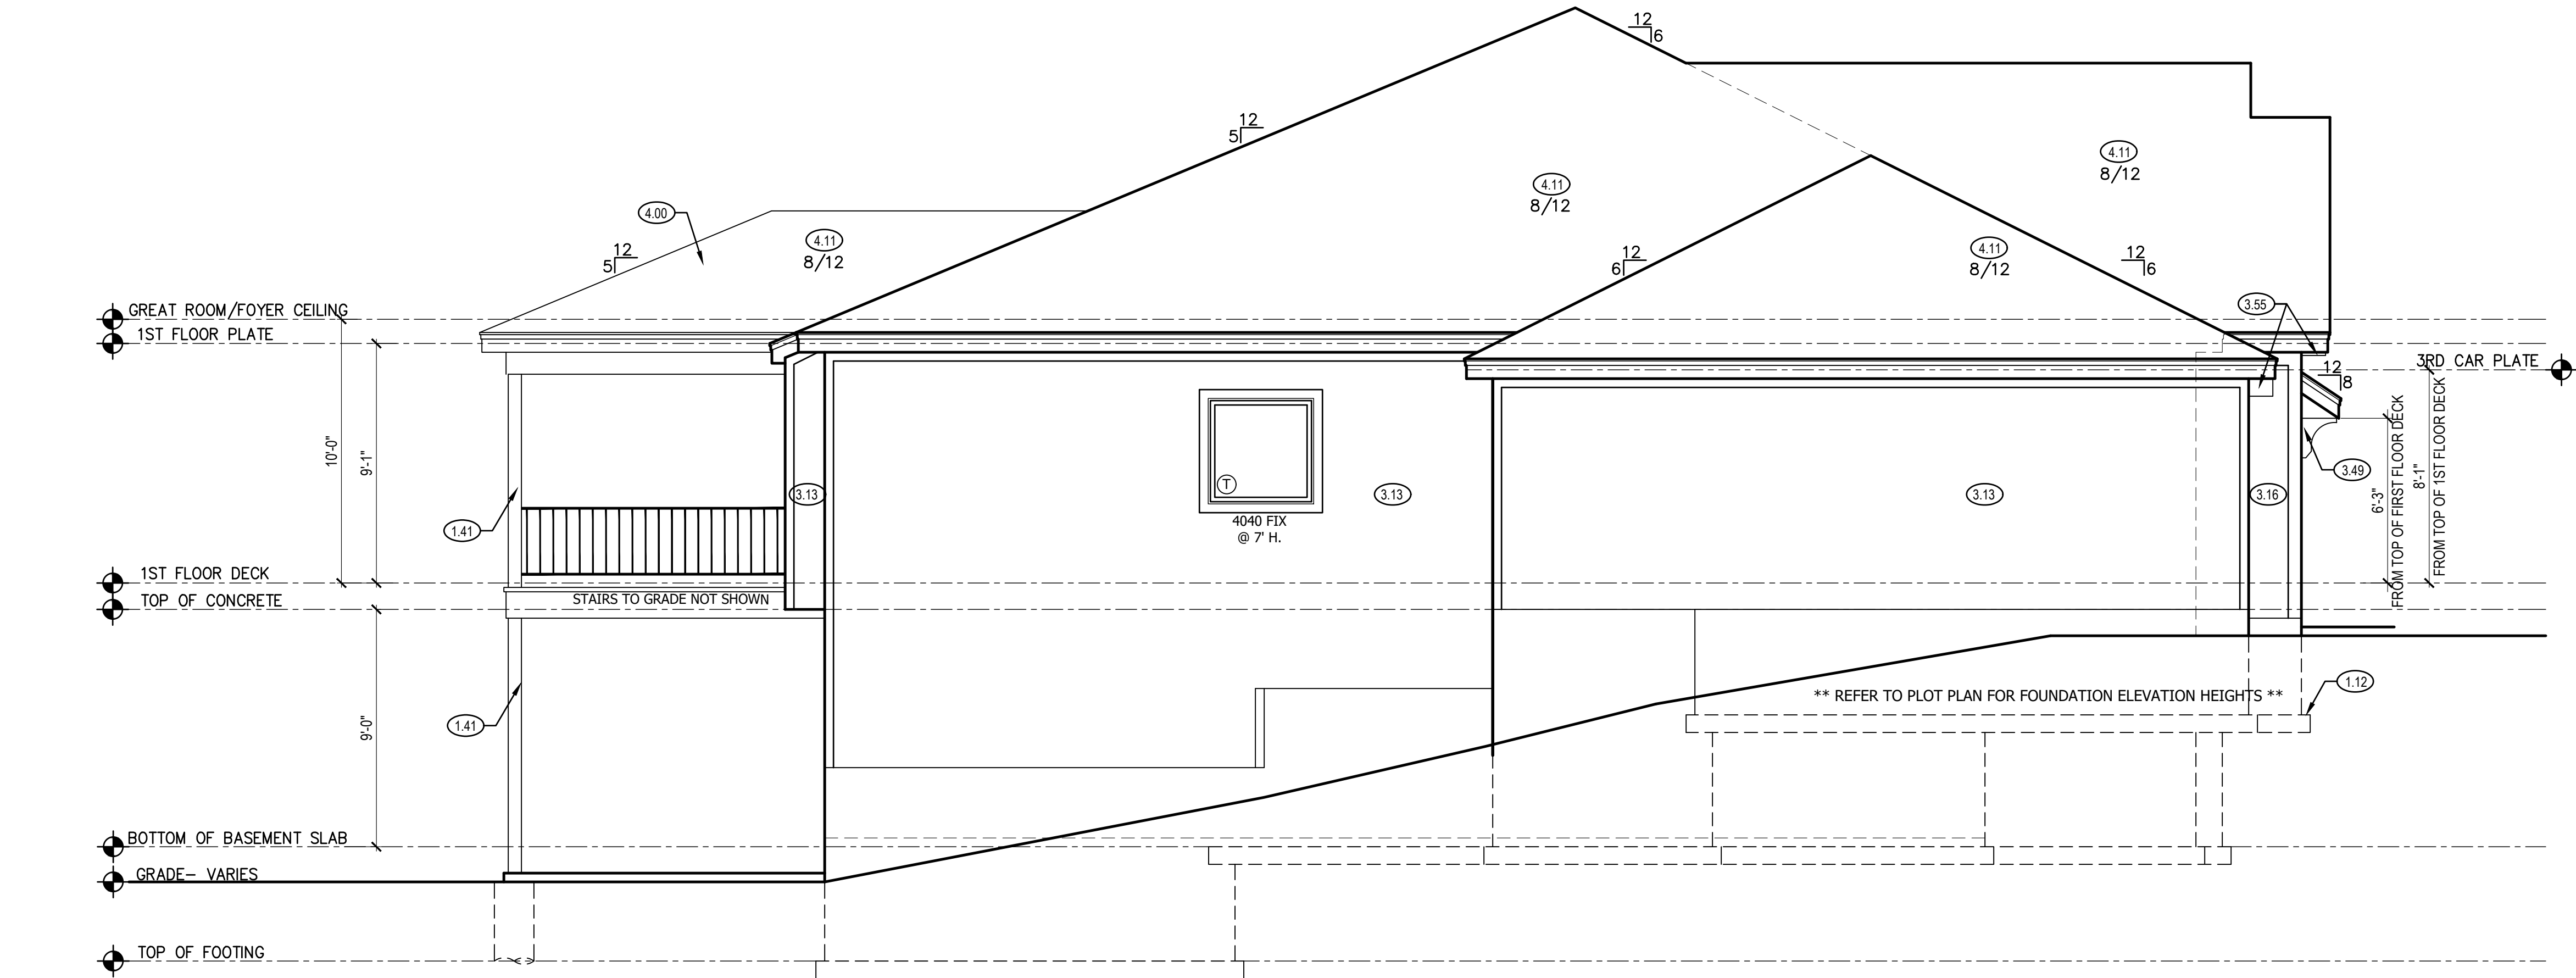 12
6
12
5
4.11
8/12
4.11
8/12
4.00
4.11
8/12
12
5
12
6
4.11
8/12
12
6
3.55
GREAT ROOM/FOYER CEILING
1ST FLOOR PLATE
3RD CAR PLATE
12
8
10'-0"
9'-1"
3.13
T
4040 FIX
@ 7' H.
3.13
3.13
3.16
3.49
6'-3"
FROM TOP OF FIRST FLOOR DECK
8'-1"
FROM TOP OF 1ST FLOOR DECK
1.41
1ST FLOOR DECK
TOP OF CONCRETE
STAIRS TO GRADE NOT SHOWN
1.41
9'-0"
** REFER TO PLOT PLAN FOR FOUNDATION ELEVATION HEIGHTS **
1.12
BOTTOM OF BASEMENT SLAB
GRADE- VARIES
TOP OF FOOTING